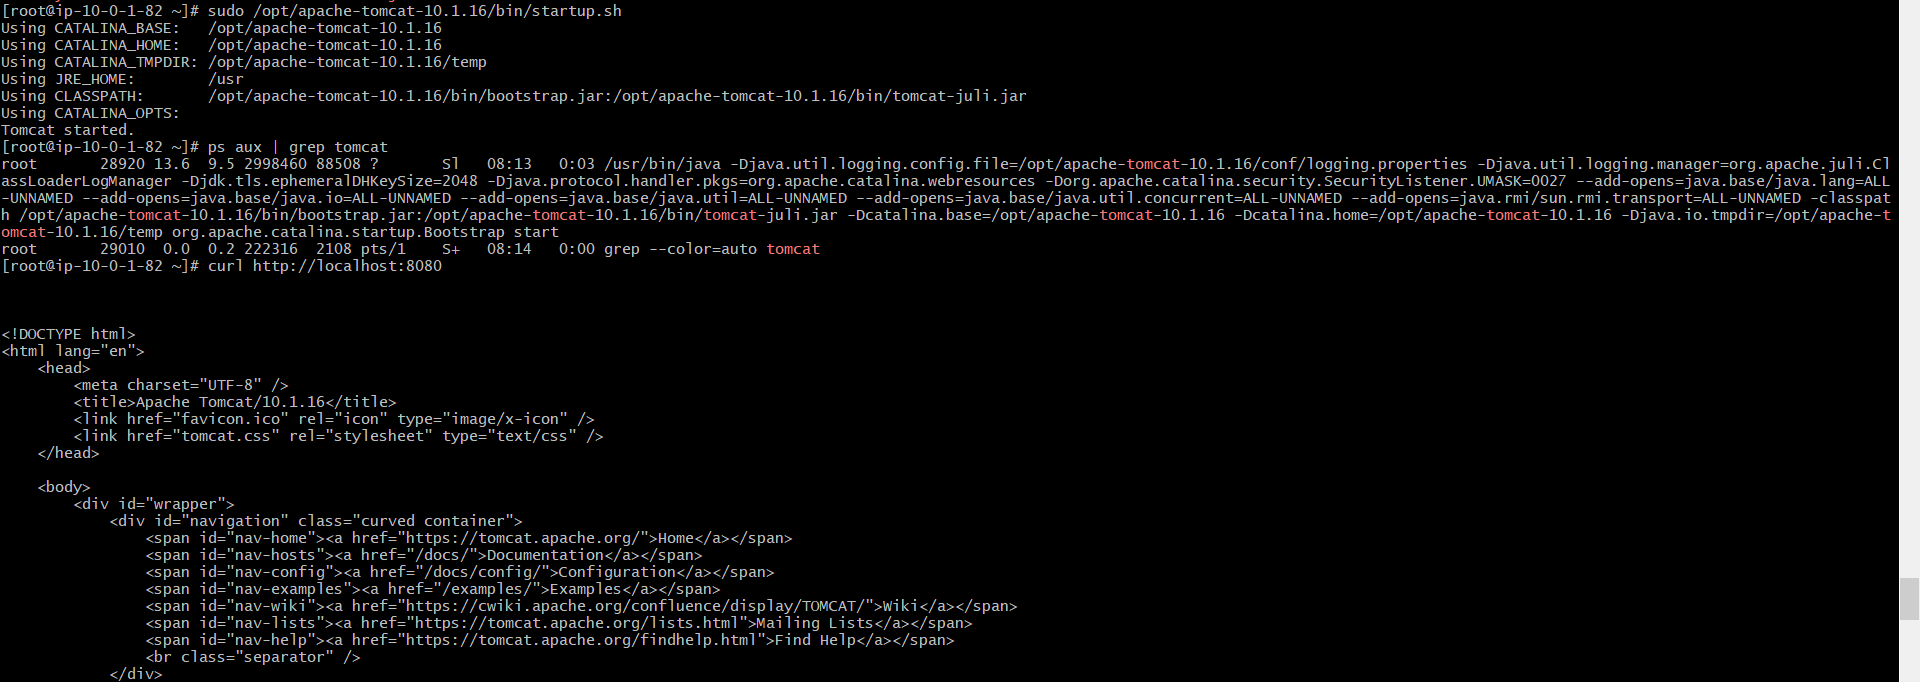 [root@ip-10-0-1-82 ~]# sudo /opt/apache-tomcat-10.1.16/bin/startup.sh
Using CATALINA_BASE:   /opt/apache-tomcat-10.1.16
Using CATALINA_HOME:   /opt/apache-tomcat-10.1.16
Using CATALINA_TMPDIR: /opt/apache-tomcat-10.1.16/temp
Using JRE_HOME:        /usr
Using CLASSPATH:       /opt/apache-tomcat-10.1.16/bin/bootstrap.jar:/opt/apache-tomcat-10.1.16/bin/tomcat-juli.jar
Using CATALINA_OPTS:
Tomcat started.
[root@ip-10-0-1-82 ~]# ps aux | grep tomcat
root      28920 13.6  9.5 2998460 88508 ?       Sl   08:13   0:03 /usr/bin/java -Djava.util.logging.config.file=/opt/apache-tomcat-10.1.16/conf/logging.properties -Djava.util.logging.manager=org.apache.juli.Cl
assLoaderLogManager -Djdk.tls.ephemeralDHKeySize=2048 -Djava.protocol.handler.pkgs=org.apache.catalina.webresources -Dorg.apache.catalina.security.SecurityListener.UMASK=0027 --add-opens=java.base/java.lang=ALL
-UNNAMED --add-opens=java.base/java.io=ALL-UNNAMED --add-opens=java.base/java.util=ALL-UNNAMED --add-opens=java.base/java.util.concurrent=ALL-UNNAMED --add-opens=java.rmi/sun.rmi.transport=ALL-UNNAMED -classpat
h /opt/apache-tomcat-10.1.16/bin/bootstrap.jar:/opt/apache-tomcat-10.1.16/bin/tomcat-juli.jar -Dcatalina.base=/opt/apache-tomcat-10.1.16 -Dcatalina.home=/opt/apache-tomcat-10.1.16 -Djava.io.tmpdir=/opt/apache-t
omcat-10.1.16/temp org.apache.catalina.startup.Bootstrap start
root      29010  0.0  0.2 222316  2108 pts/1    S+   08:14   0:00 grep --color=auto tomcat
[root@ip-10-0-1-82 ~]# curl http://localhost:8080
<!DOCTYPE html>
<html lang="en">
    <head>
        <meta charset="UTF-8" />
        <title>Apache Tomcat/10.1.16</title>
        <link href="favicon.ico" rel="icon" type="image/x-icon" />
        <link href="tomcat.css" rel="stylesheet" type="text/css" />
    </head>
    <body>
        <div id="wrapper">
            <div id="navigation" class="curved container">
                <span id="nav-home"><a href="https://tomcat.apache.org/">Home</a></span>
                <span id="nav-hosts"><a href="/docs/">Documentation</a></span>
                <span id="nav-config"><a href="/docs/config/">Configuration</a></span>
                <span id="nav-examples"><a href="/examples/">Examples</a></span>
                <span id="nav-wiki"><a href="https://cwiki.apache.org/confluence/display/TOMCAT/">Wiki</a></span>
                <span id="nav-lists"><a href="https://tomcat.apache.org/lists.html">Mailing Lists</a></span>
                <span id="nav-help"><a href="https://tomcat.apache.org/findhelp.html">Find Help</a></span>
                <br class="separator" />
            </div>